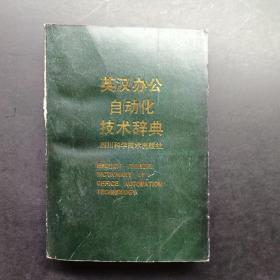 英汉办公
自动化
技术辞典
四川科学技术出版社
ENGLISH CHINESE
DICTIONARY OF
OFFICE AUTOMATION
TECHNOLOGY